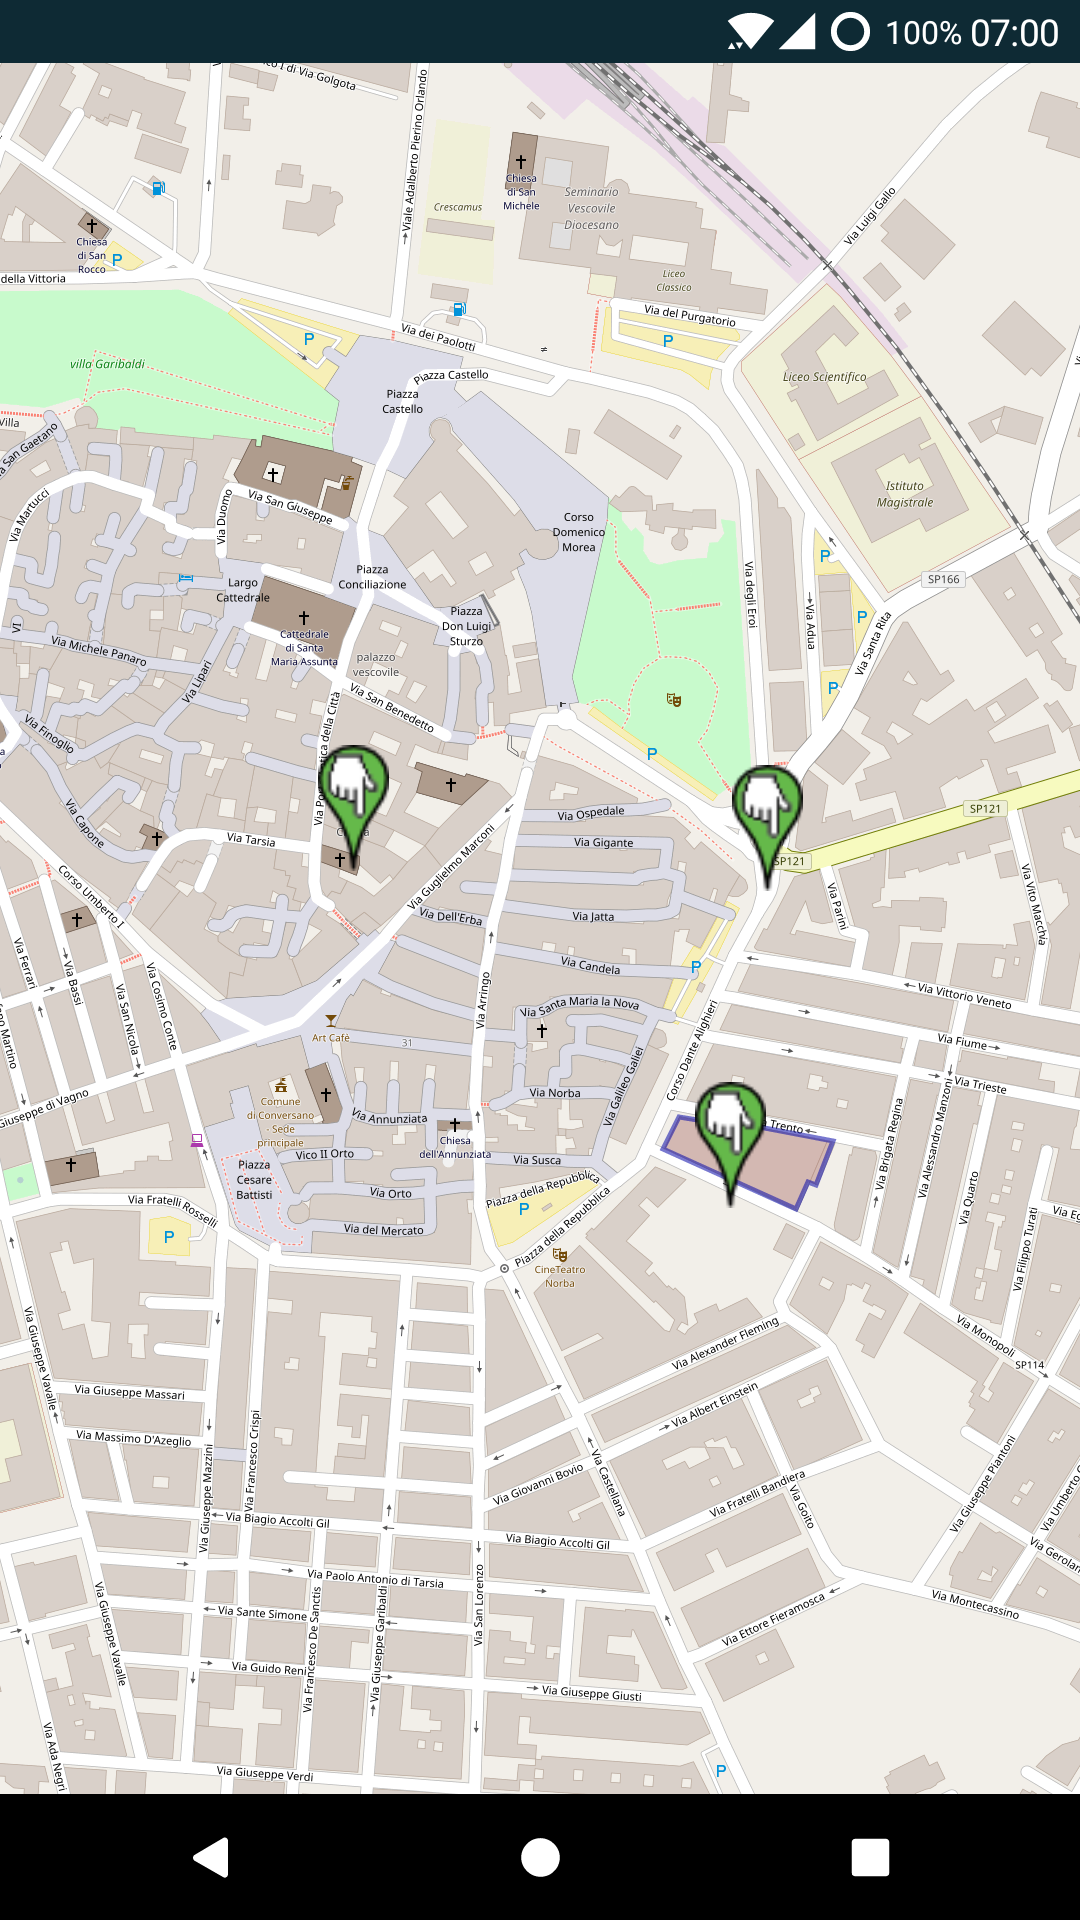 100% 07:00
I di Via Golgota
Viale Adalberto Pierino Orlando
Chiesa
di San
Michele
Seminario
Vescovile
Diocesano
Crescamus
Via Luigi Gallo
Chiesa
di San
Rocco
P
della Vittoria
Liceo
Classico
Via del Purgatorio
P
P
Via dei Paolotti
villa Garibaldi
Piazza Castello
Piazza
Castello
Liceo Scientifico
Villa
San Gaetano
Via Martucci
Via Duomo
Via San Giuseppe
Istituto
Magistrale
Corso
Domenico
Morea
P
SP166
Piazza
Conciliazione
Largo
Cattedrale
Via degli Eroi
Via Adua
P
Via Santa Rita
Piazza
Don Luigi
Sturzo
Cattedrale
di Santa
Maria Assunta
VI
Via Michele Panaro
Via Lipari
palazzo
vescovile
P
Via San Benedetto
Via Finoglio
P
Via Capone
SP121
Via Ospedale
Via Gigante
SP121
Via Tarsia
Via Guglielmo Marconi
Corso Umberto I
Via Parini
Via Vito Macchia
Via Dell'Erba
Via Jatta
Via Candela
P
Via Ferrari
Via Bassi
Via San Nicola
Via Cosimo Conte
Via Arringo
Via Vittorio Veneto
Via Santa Maria la Nova
Art Cafè
31
Via Fiume
Corso Dante Alighieri
Via Galileo Galilei
Via Trieste
Giuseppe di Vagno
Comune
di Conversano
- Sede
principale
Via Annunziata
Via Norba
Trento
Via Brigata Regina
Via Alessandro Manzoni
Chiesa
dell'Annunziata
Vico II Orto
Via Susca
Piazza
Cesare
Battisti
Via Orto
Piazza della Repubblica
P
Piazza della Repubblica
Via Quarto
Via Filippo Turati
Via Fratelli Rosselli
Via del Mercato
P
CineTeatro
Norba
Via Giuseppe Vavalle
Via Alexander Fleming
Via Monopoli
SP114
Via Giuseppe Massari
Via Albert Einstein
Via Massimo D'Azeglio
Via Giuseppe Mazzini
Via Francesco Crispi
Via Castellana
Via Giovanni Bovio
Via Fratelli Bandiera
Via Goito
Via Giuseppe Piantoni
Via Umberto
Via Biagio Accolti Gil
Via Biagio Accolti Gil
Via Paolo Antonio di Tarsia
Via Giuseppe Vavalle
Via Sante Simone
Via Francesco De Sanctis
Via Giuseppe Garibaldi
Via San Lorenzo
Via Ettore Fieramosca
Via Montecassino
Via Guido Reni
Via Giuseppe Giusti
Via Ada Negri
Via Giuseppe Verdi
P